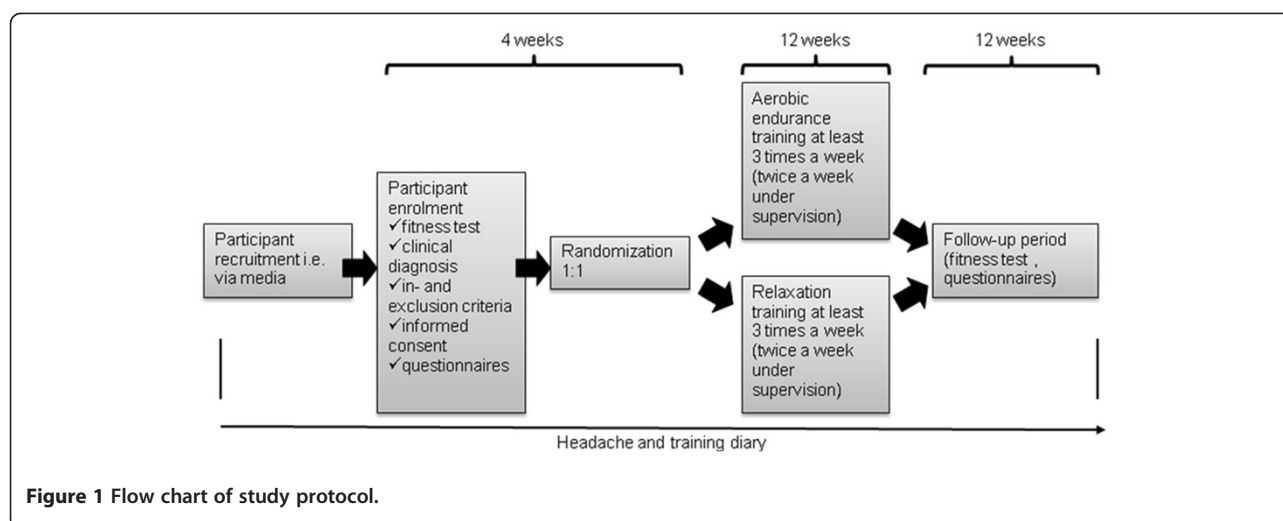 4 weeks
12 weeks
12 weeks
Participant
recruitment i.e.
via media
Participant
enrolment
✓fitness test
✓clinical
diagnosis
✓in- and
exclusion criteria
✓informed
consent
✓questionnaires
Randomization
1:1
Aerobic
endurance
training at least
3 times a week
(twice a week
under
supervision)
Relaxation
training at least
3 times a week
(twice a week
under
supervision)
Follow-up period
(fitness test ,
questionnaires)
Headache and training diary
Figure 1 Flow chart of study protocol.